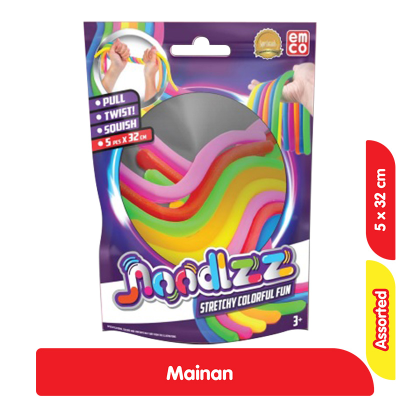 emco
• PULL
• TWIST!
• SQUISH
• 5 PCS X 32 CM
Noodlzz
STRETCHY COLORFUL FUN
3+
5 x 32 cm
Assorted
Mainan